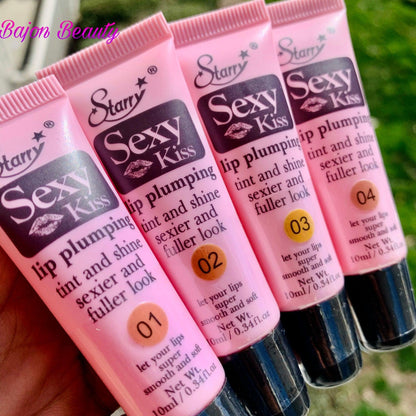 Bajon Beauty
Starry®
Sexy
Kiss
lip plumping
tint and shine
sexier and
fuller look
01
let your lips
super
smooth and soft
Net Wt.
10ml / 0.34fl.oz
Starry®
Sexy
Kiss
lip plumping
tint and shine
sexier and
fuller look
02
let your lips
super
smooth and soft
Net Wt.
10ml / 0.34fl.oz
Starry®
Sexy
Kiss
lip plumping
tint and shine
sexier and
fuller look
03
let your lips
super
smooth and soft
Net Wt.
10ml / 0.34fl.oz
Starry®
Sexy
Kiss
lip plumping
tint and shine
sexier and
fuller look
04
let your lips
super
smooth and soft
Net Wt.
10ml / 0.34fl.oz